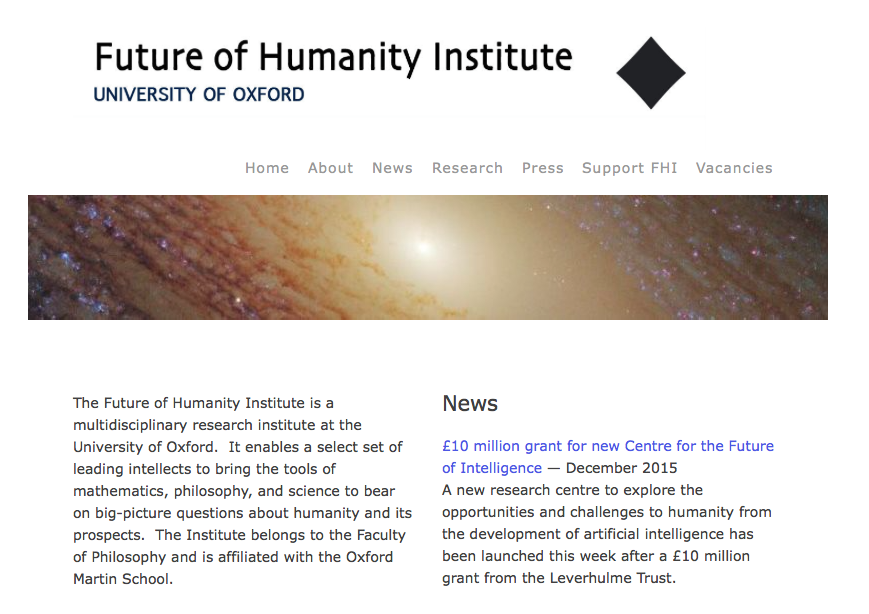 Future of Humanity Institute
UNIVERSITY OF OXFORD
Home About News Research Press Support FHI Vacancies
The Future of Humanity Institute is a
multidisciplinary research institute at the
University of Oxford. It enables a select set of
leading intellects to bring the tools of
mathematics, philosophy, and science to bear
on big-picture questions about humanity and its
prospects. The Institute belongs to the Faculty
of Philosophy and is affiliated with the Oxford
Martin School.
News
£10 million grant for new Centre for the Future
of Intelligence — December 2015
A new research centre to explore the
opportunities and challenges to humanity from
the development of artificial intelligence has
been launched this week after a £10 million
grant from the Leverhulme Trust.